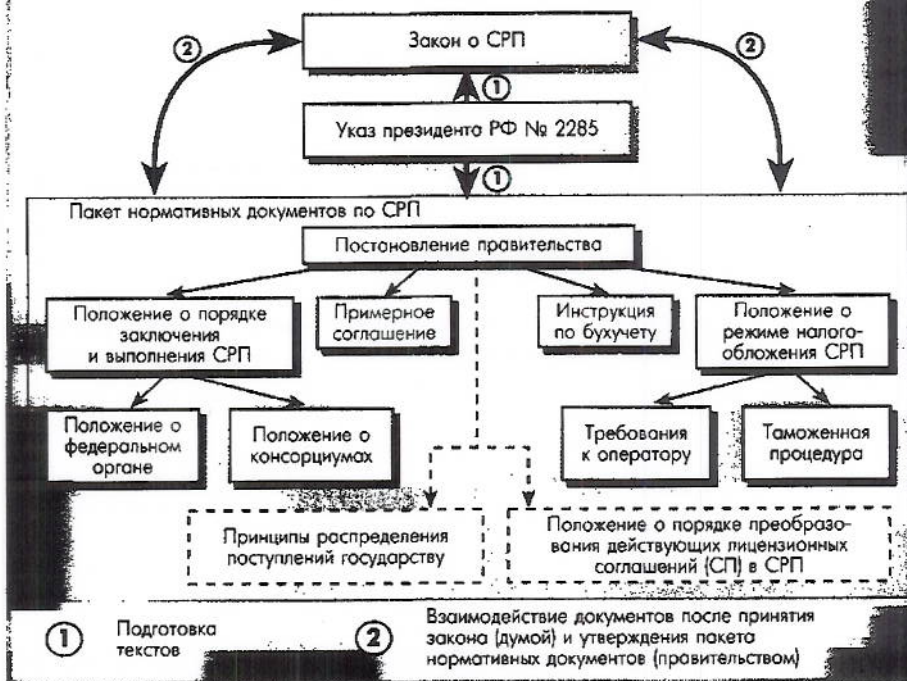 2
Закон о СРП
2
1
Указ президента РФ № 2285
1
Пакет нормативных документов по СРП
Постановление правительства
Положение о порядке
заключения
и выполнения СРП
Примерное
соглашение
Инструкция
по бухучету
Положение о
режиме налого-
обложения СРП
Положение о
федеральном
органе
Положение о
консорциумах
Требования
к оператору
Таможенная
процедура
Принципы распределения
поступлений государству
Положение о порядке преобразо-
вания действующих лицензионных
соглашений (СП) в СРП
1
Подготовка
текстов
2
Взаимодействие документов после принятия
закона (думой) и утверждения пакета
нормативных документов (правительством)